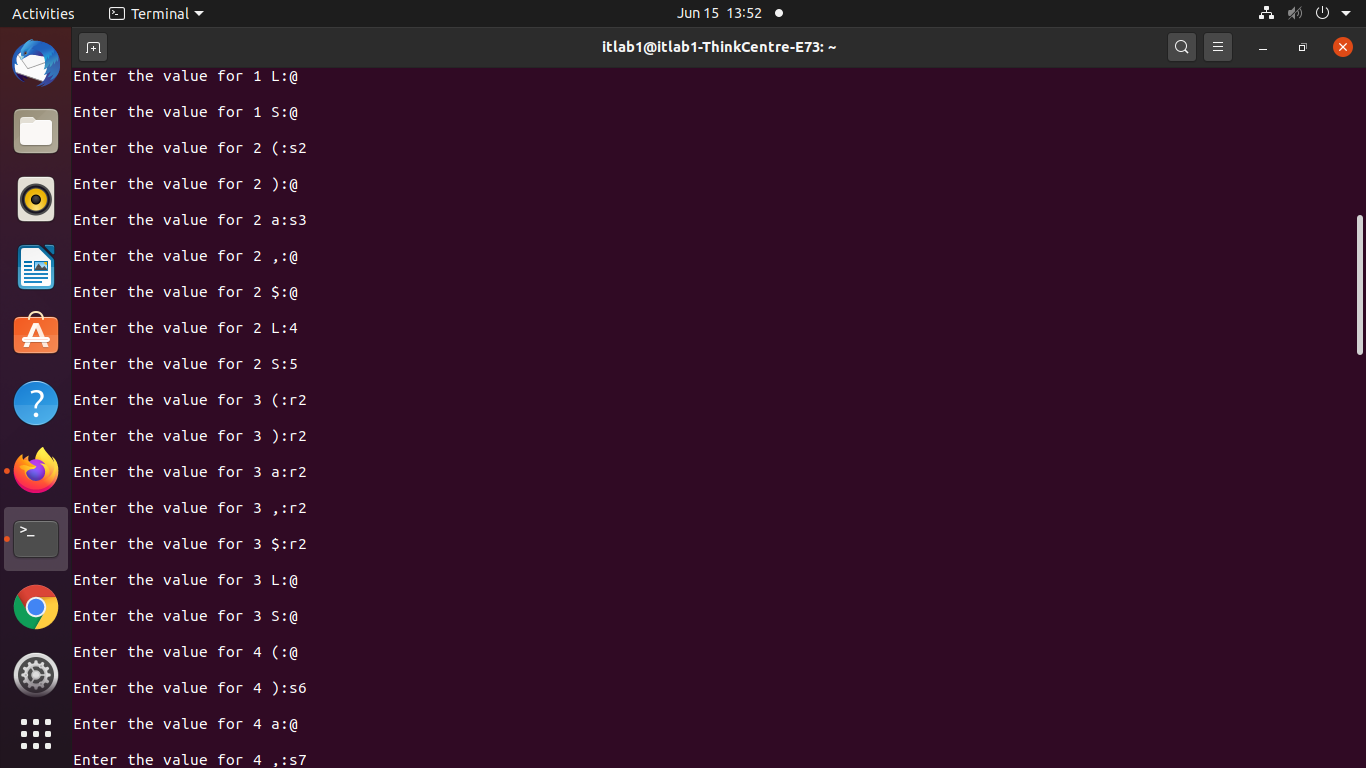 Activities Terminal Jun 15 13:52
itlab1@itlab1-ThinkCentre-E73: ~
Enter the value for 1 L:@
Enter the value for 1 S:@
Enter the value for 2 (:s2
Enter the value for 2 ):@
Enter the value for 2 a:s3
Enter the value for 2 ,:@
Enter the value for 2 $:@
Enter the value for 2 L:4
Enter the value for 2 S:5
Enter the value for 3 (:r2
Enter the value for 3 ):r2
Enter the value for 3 a:r2
Enter the value for 3 ,:r2
Enter the value for 3 $:r2
Enter the value for 3 L:@
Enter the value for 3 S:@
Enter the value for 4 (:@
Enter the value for 4 ):s6
Enter the value for 4 a:@
Enter the value for 4 ,:s7